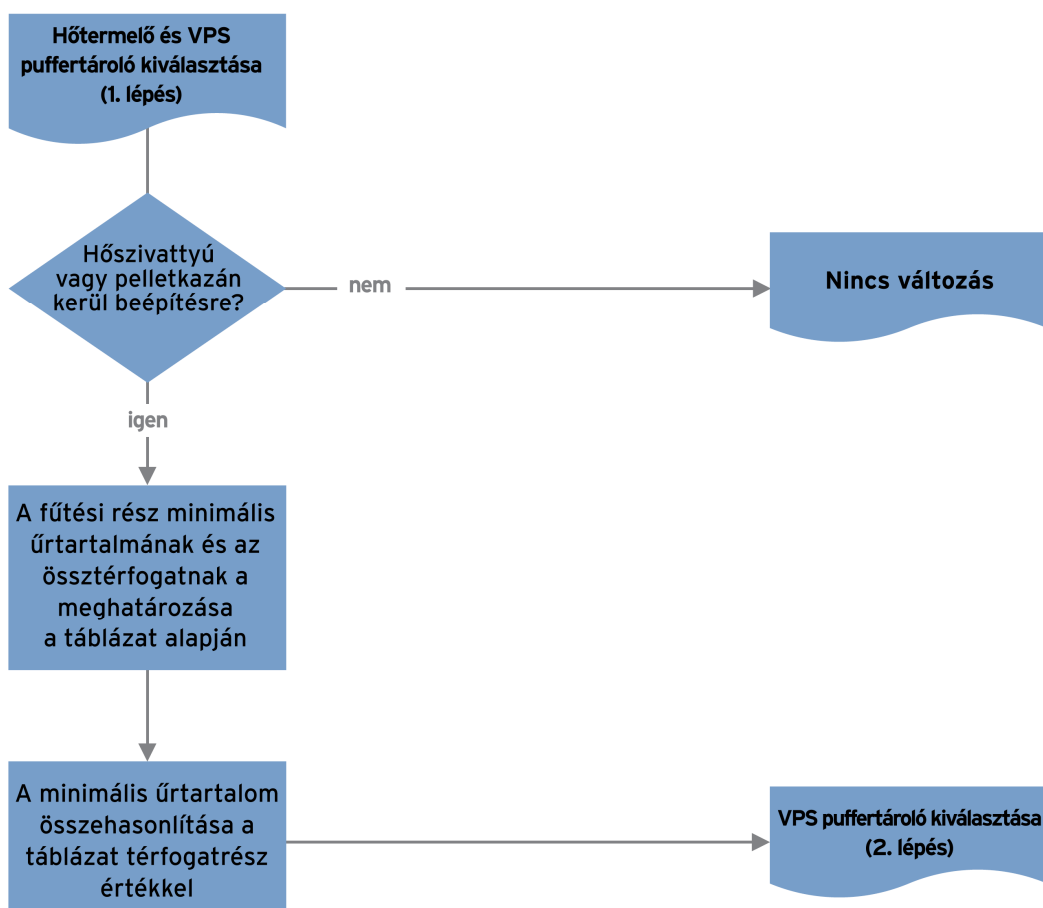 Hőtermelő és VPS
puffertároló kiválasztása
(1. lépés)
Hőszivattyú
vagy pelletkazán
kerül beépítésre?
nem
Nincs változás
igen
A fűtési rész minimális
űrtartalmának és az
össztérfogatnak a
meghatározása
a táblázat alapján
A minimális űrtartalom
összehasonlítása a
táblázat térfogatrész
értékkel
VPS puffertároló kiválasztása
(2. lépés)